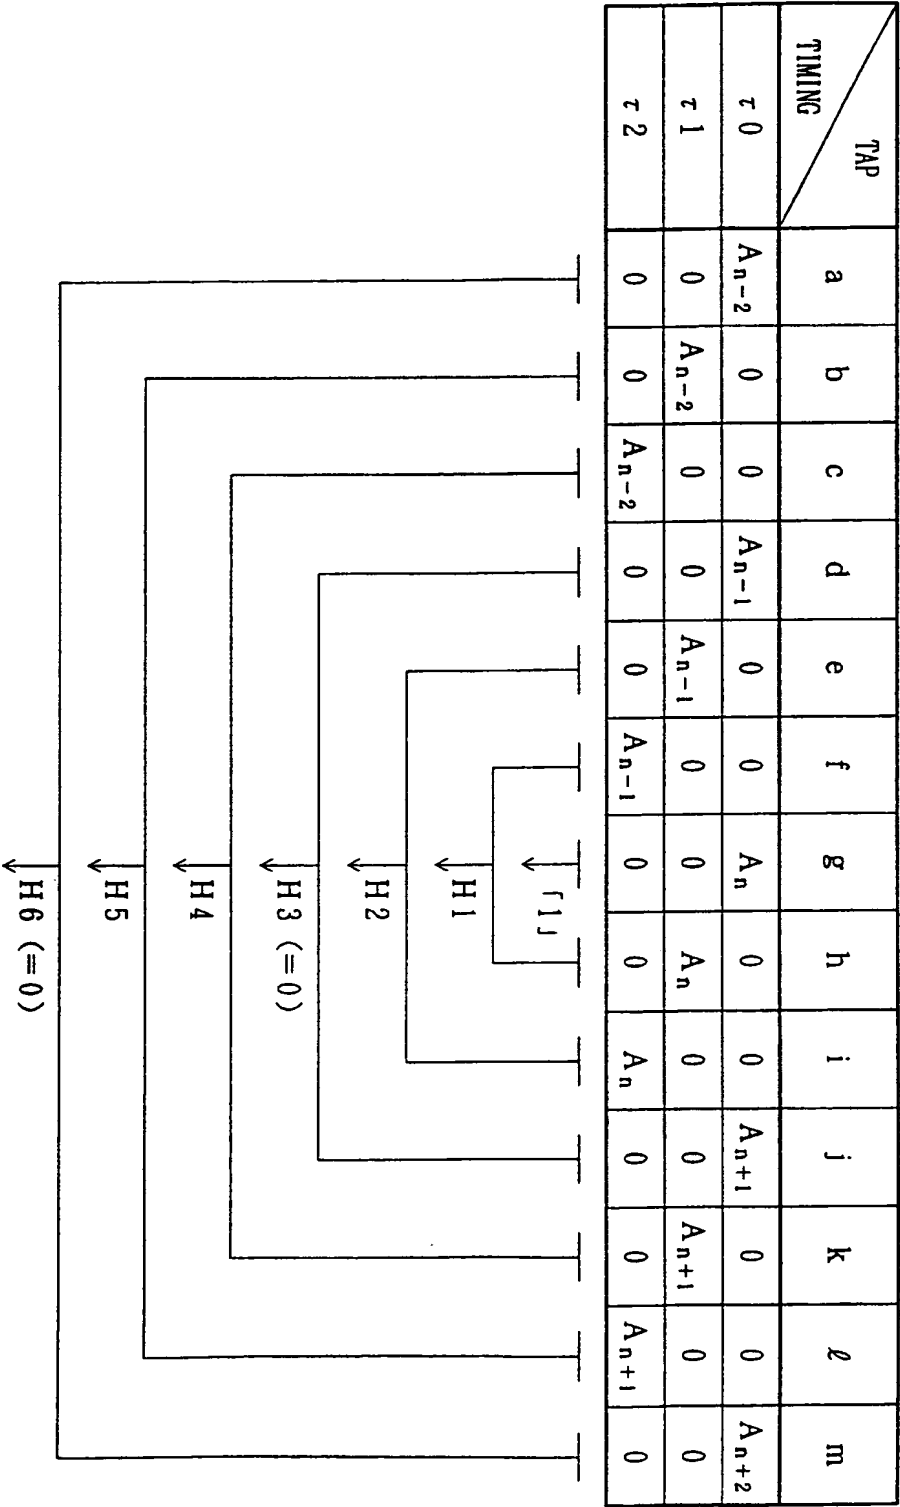 TIMING TAP a b c d e f g h i j k ℓ m
τ0 Aₙ₋₂ 0 0 Aₙ₋₁ 0 0 Aₙ 0 0 Aₙ₊₁ 0 0 Aₙ₊₂
τ1 0 Aₙ₋₂ 0 0 Aₙ₋₁ 0 0 Aₙ 0 0 Aₙ₊₁ 0 0
τ2 0 0 Aₙ₋₂ 0 0 Aₙ₋₁ 0 0 Aₙ 0 0 Aₙ₊₁ 0
「1」
H1
H2
H3 (=0)
H4
H5
H6 (=0)